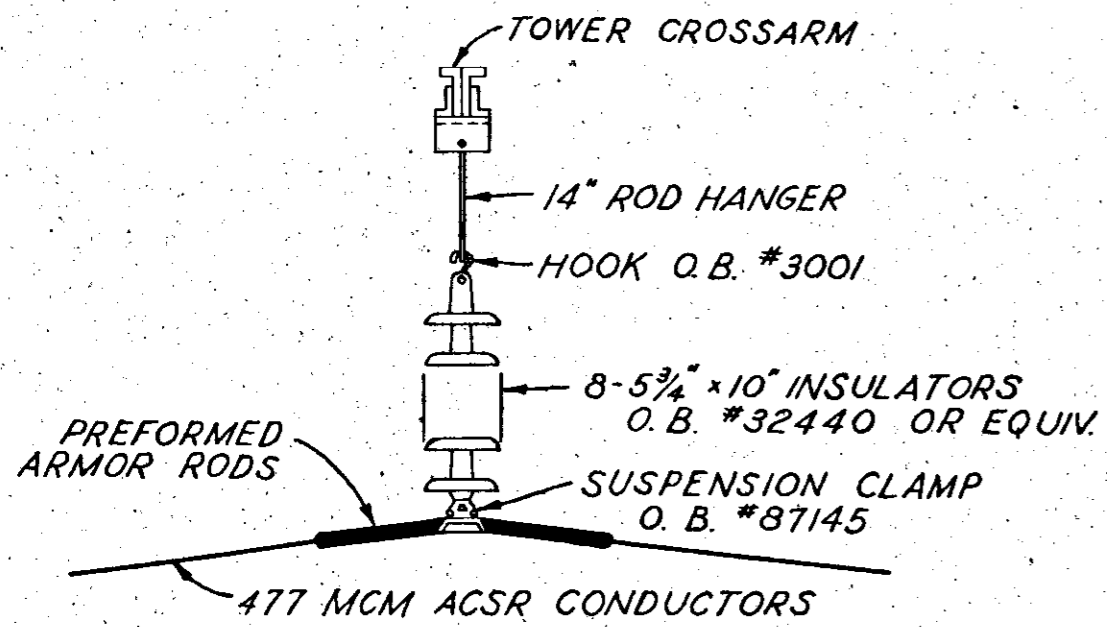 TOWER CROSSARM
14" ROD HANGER
HOOK O.B. #3001
8-5¾" x 10" INSULATORS
O.B. #32440 OR EQUIV.
PREFORMED
ARMOR RODS
SUSPENSION CLAMP
O.B. #87145
477 MCM ACSR CONDUCTORS